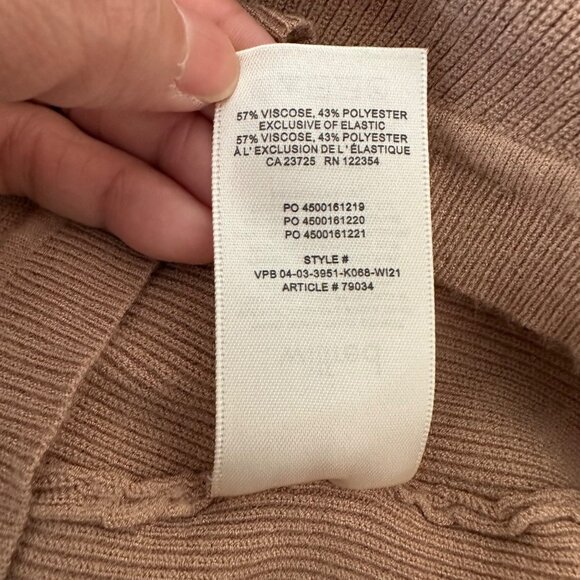 57% VISCOSE, 43% POLYESTER
EXCLUSIVE OF ELASTIC
57% VISCOSE, 43% POLYESTER
À L'EXCLUSION DE L'ÉLASTIQUE
CA 23725 RN 122354
PO 4500161219
PO 4500161220
PO 4500161221
STYLE #
VPB 04-03-3951-K068-WI21
ARTICLE # 79034